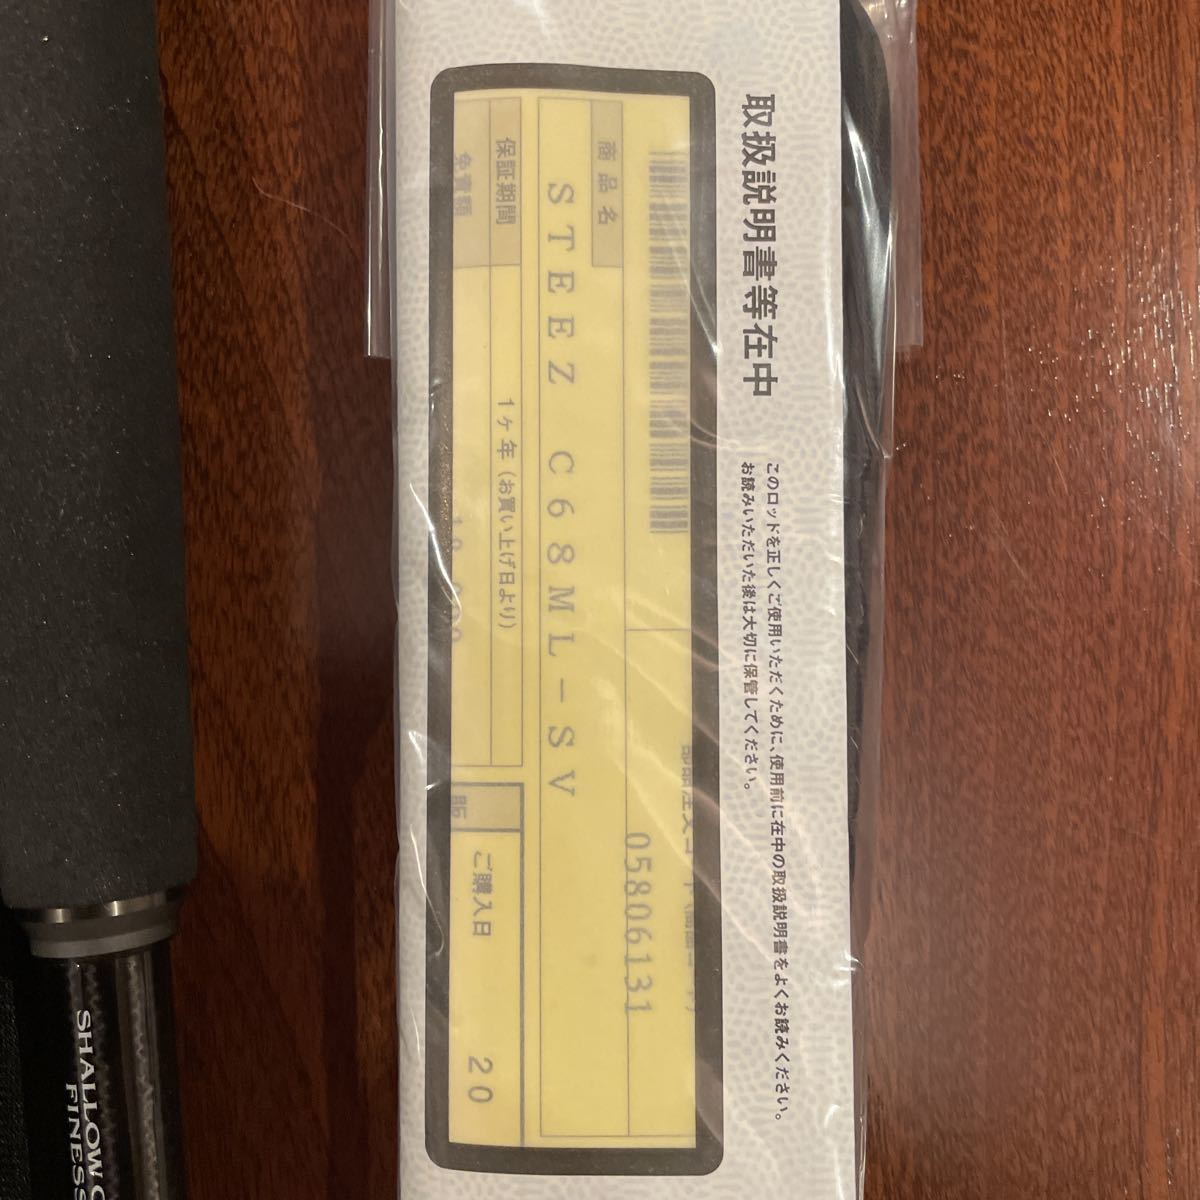 取扱説明書等在中
このロッドを正しくご使用いただくために、使用前に在中の取扱説明書をよくお読みください。
お読みいただいた後は大切に保管してください。
05806131
商品名
STEEZ C68ML-SV
保証期間
1ヶ年(お買い上げ日より)
免責額
ご購入日
20
SHALLOW
FINESS